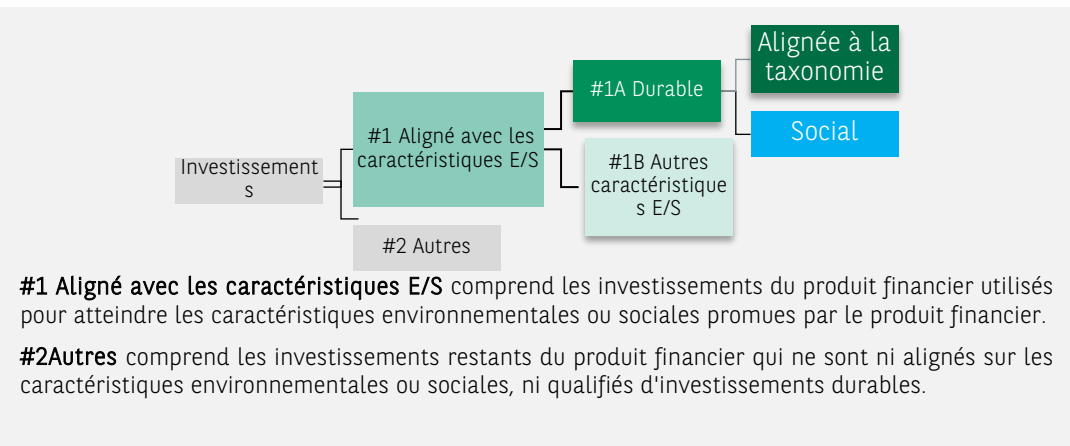 Investissement
s
#1 Aligné avec les
caractéristiques E/S
#2 Autres
#1A Durable
#1B Autres
caractéristique
s E/S
Alignée à la
taxonomie
Social
#1 Aligné avec les caractéristiques E/S comprend les investissements du produit financier utilisés
pour atteindre les caractéristiques environnementales ou sociales promues par le produit financier.
#2Autres comprend les investissements restants du produit financier qui ne sont ni alignés sur les
caractéristiques environnementales ou sociales, ni qualifiés d'investissements durables.